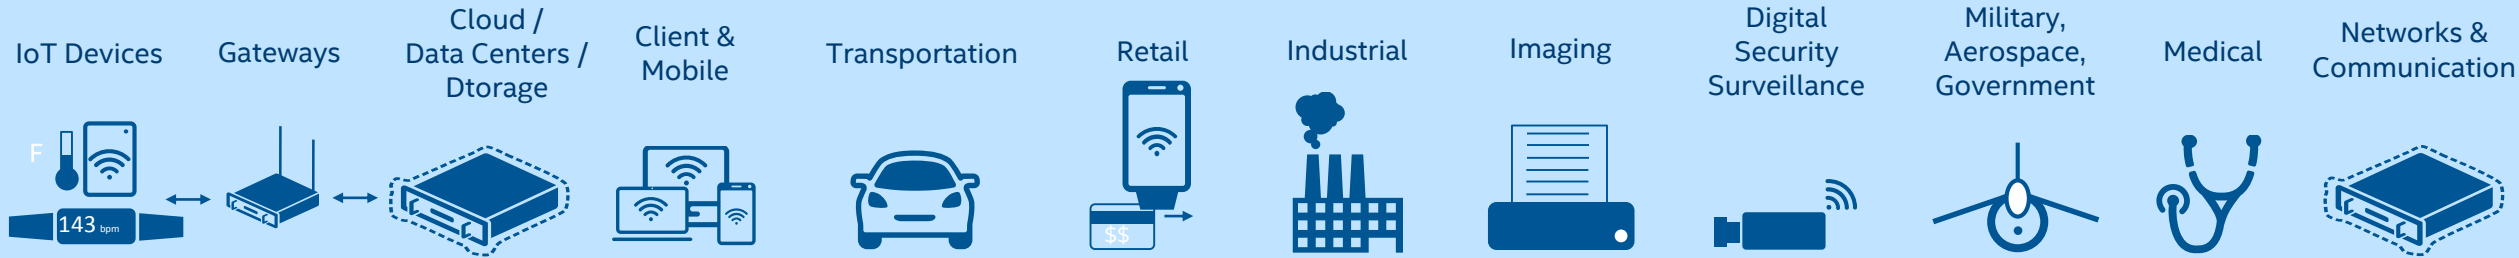 IoT Devices
Gateways
Cloud /
Data Centers /
Dtorage
Client &
Mobile
Transportation
Retail
Industrial
Imaging
Digital
Security
Surveillance
Military,
Aerospace,
Government
Medical
Networks &
Communication
F
143 bpm
$$